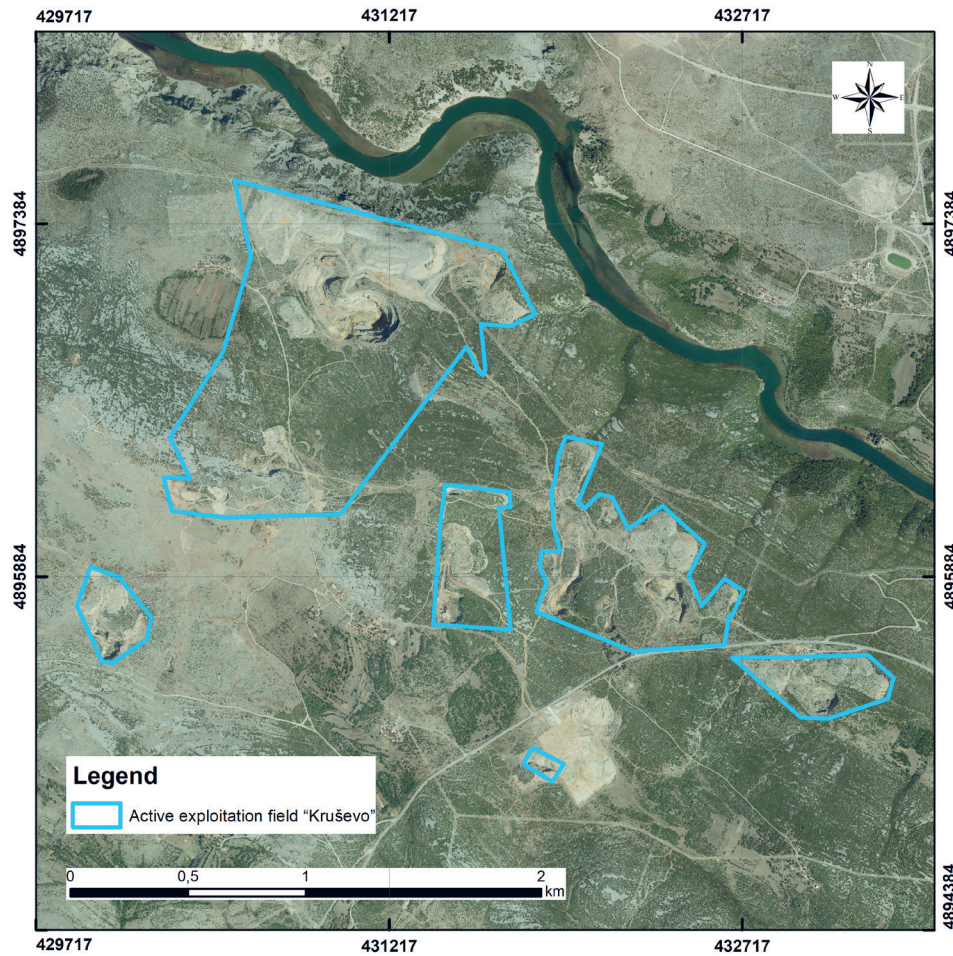 429717 431217 432717
N
W E
S
4897384 4897384
4895884 4895884
Legend
Active exploitation field “Kruševo”
0 0,5 1 2
km
4894384
429717 431217 432717